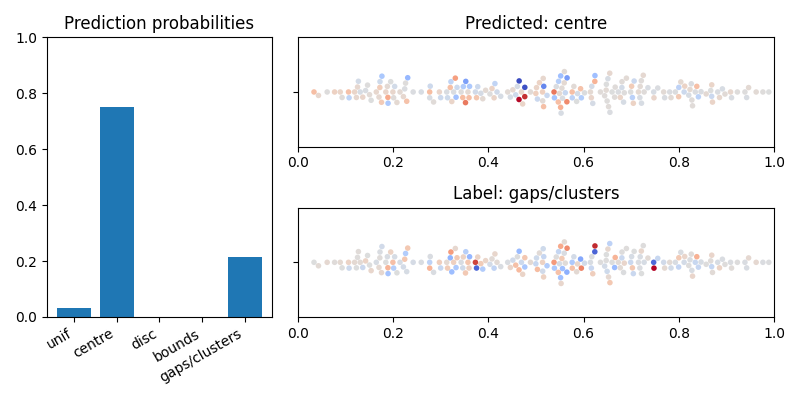 Prediction probabilities
1.0
0.8
0.6
0.4
0.2
0.0
unif
centre
disc
bounds
gaps/clusters
Predicted: centre
0.0 0.2 0.4 0.6 0.8 1.0
Label: gaps/clusters
0.0 0.2 0.4 0.6 0.8 1.0